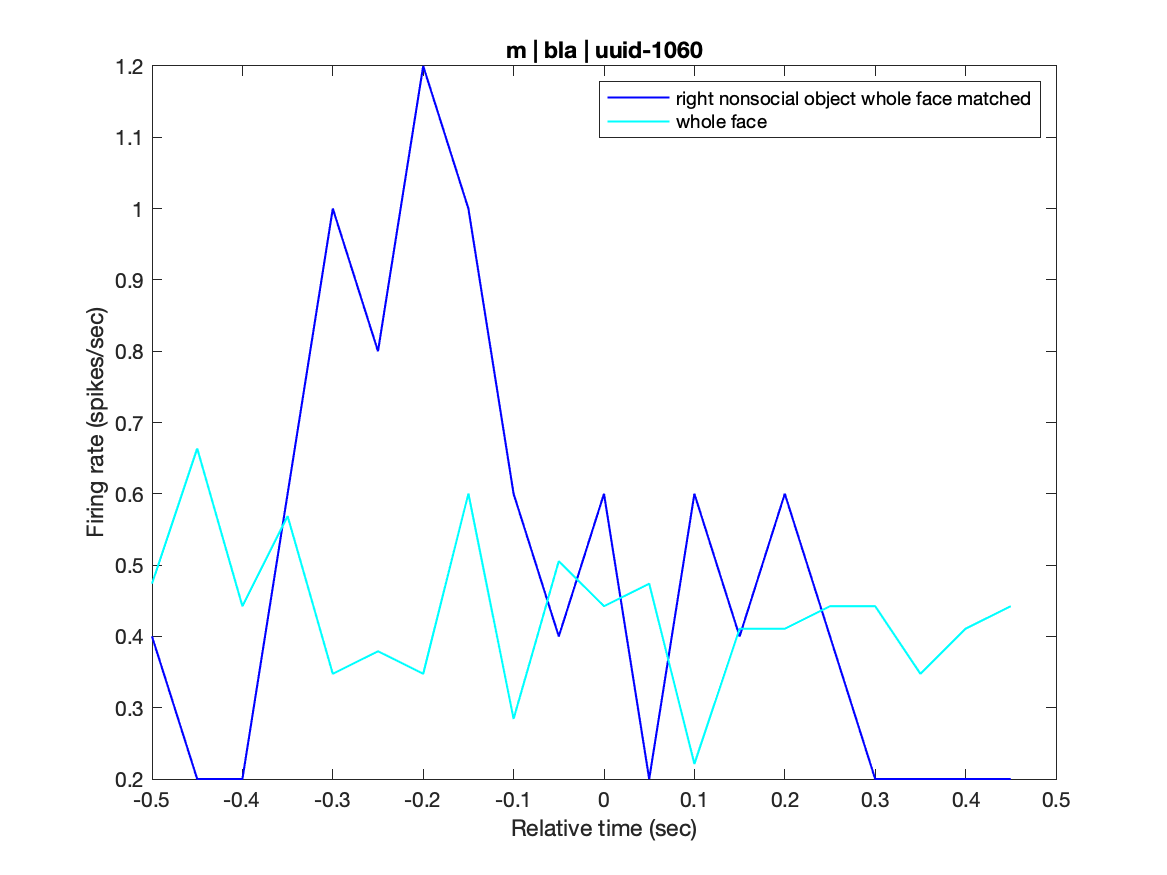 m | bla | uuid-1060
right nonsocial object whole face matched
whole face
1.2
1.1
1
0.9
0.8
0.7
0.6
0.5
0.4
0.3
0.2
Firing rate (spikes/sec)
-0.5 -0.4 -0.3 -0.2 -0.1 0 0.1 0.2 0.3 0.4 0.5
Relative time (sec)